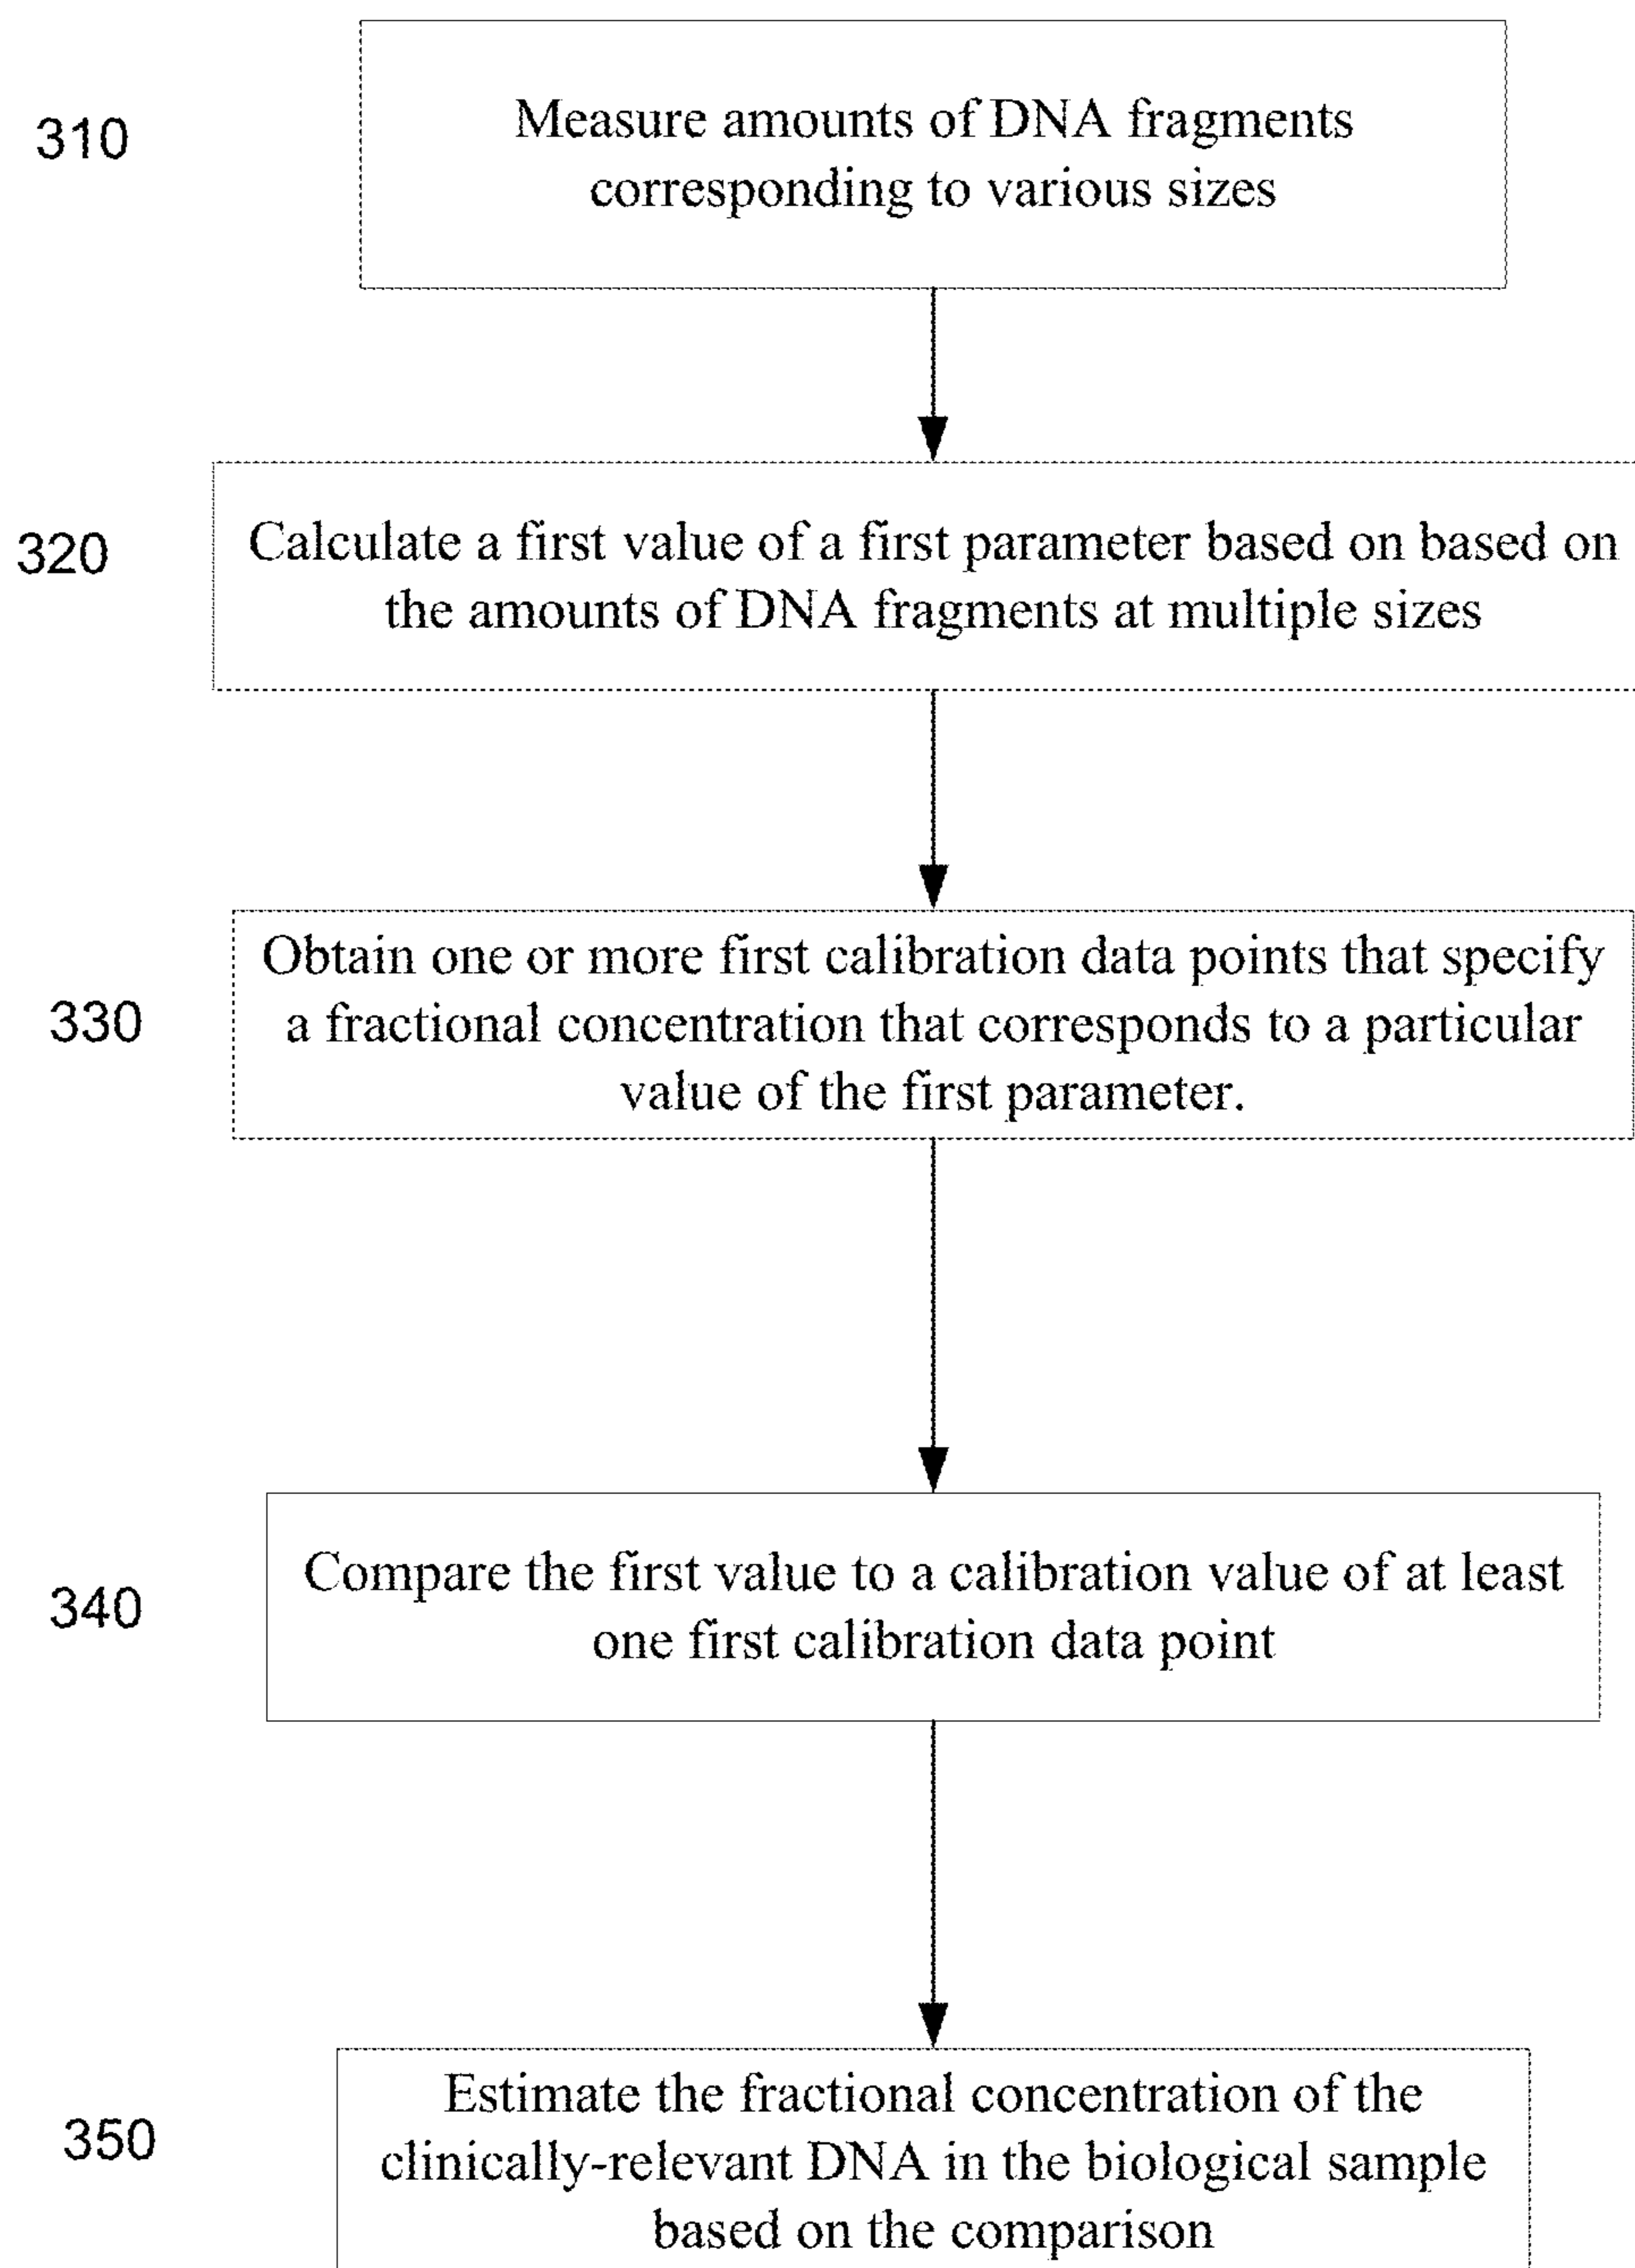 310
Measure amounts of DNA fragments
corresponding to various sizes
320
Calculate a first value of a first parameter based on based on
the amounts of DNA fragments at multiple sizes
330
Obtain one or more first calibration data points that specify
a fractional concentration that corresponds to a particular
value of the first parameter.
340
Compare the first value to a calibration value of at least
one first calibration data point
350
Estimate the fractional concentration of the
clinically-relevant DNA in the biological sample
based on the comparison